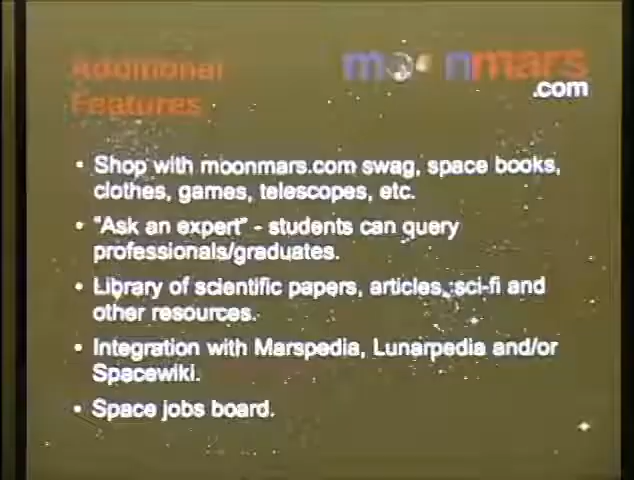 Additional
Features
moonmars
.com
• Shop with moonmars.com swag, space books,
clothes, games, telescopes, etc.
• "Ask an expert" - students can query
professionals/graduates.
• Library of scientific papers, articles, sci-fi and
other resources.
• Integration with Marspedia, Lunarpedia and/or
Spacewiki.
• Space jobs board.